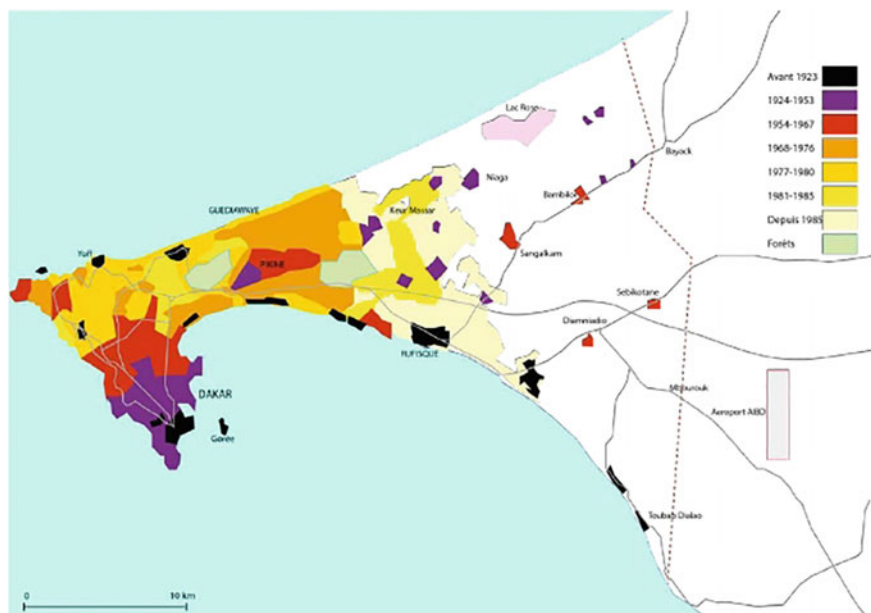 Avant 1923
1924-1953
1954-1967
1968-1976
1977-1980
1981-1985
Depuis 1985
Forêts
Lac Rose
Bayack
Niaga
Bambilor
GUEDIAWAYE
Keur Massar
Sangalkam
Yoff
PIKINE
Sebikotane
Diamniadio
RUFISQUE
DAKAR
Gorée
Aeroport AIBD
Toubab Dialao
0 10 km